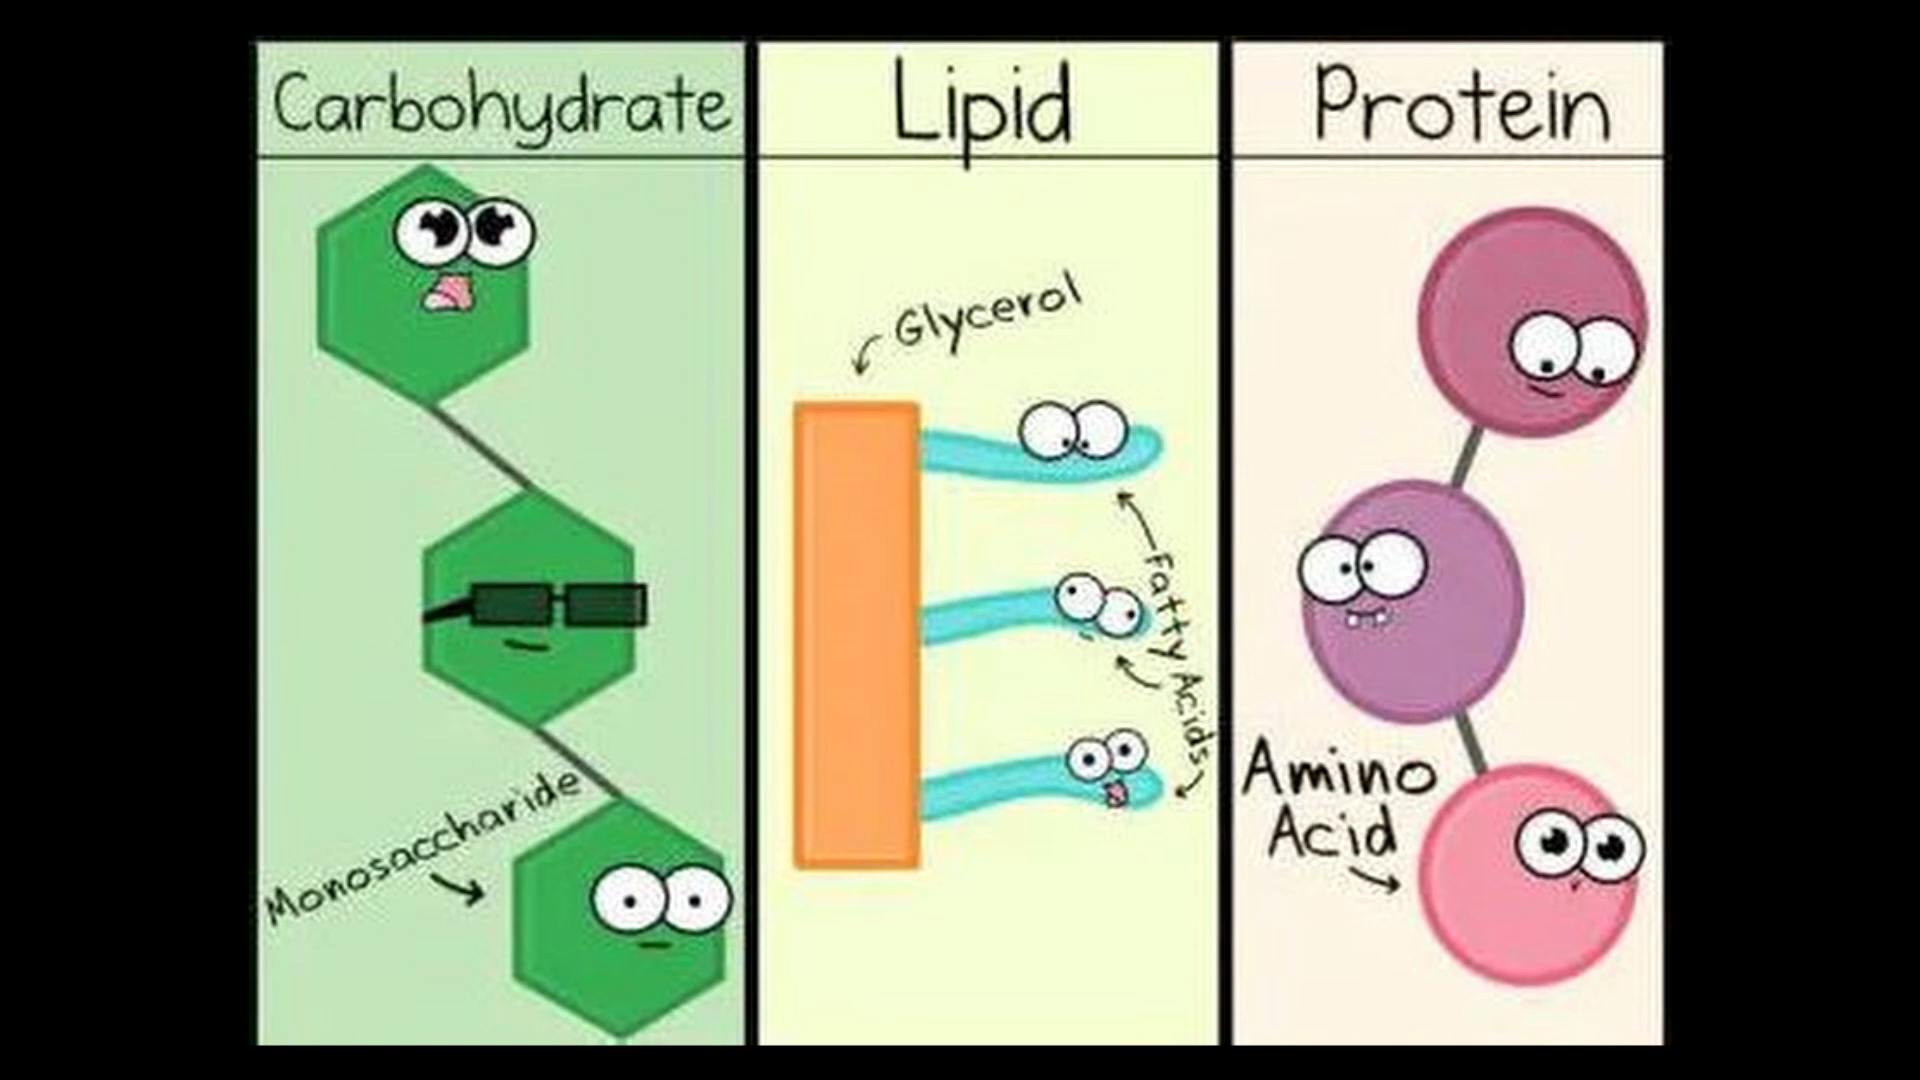 Carbohydrate
Monosaccharide
Lipid
Glycerol
Fatty Acids
Protein
Amino
Acid